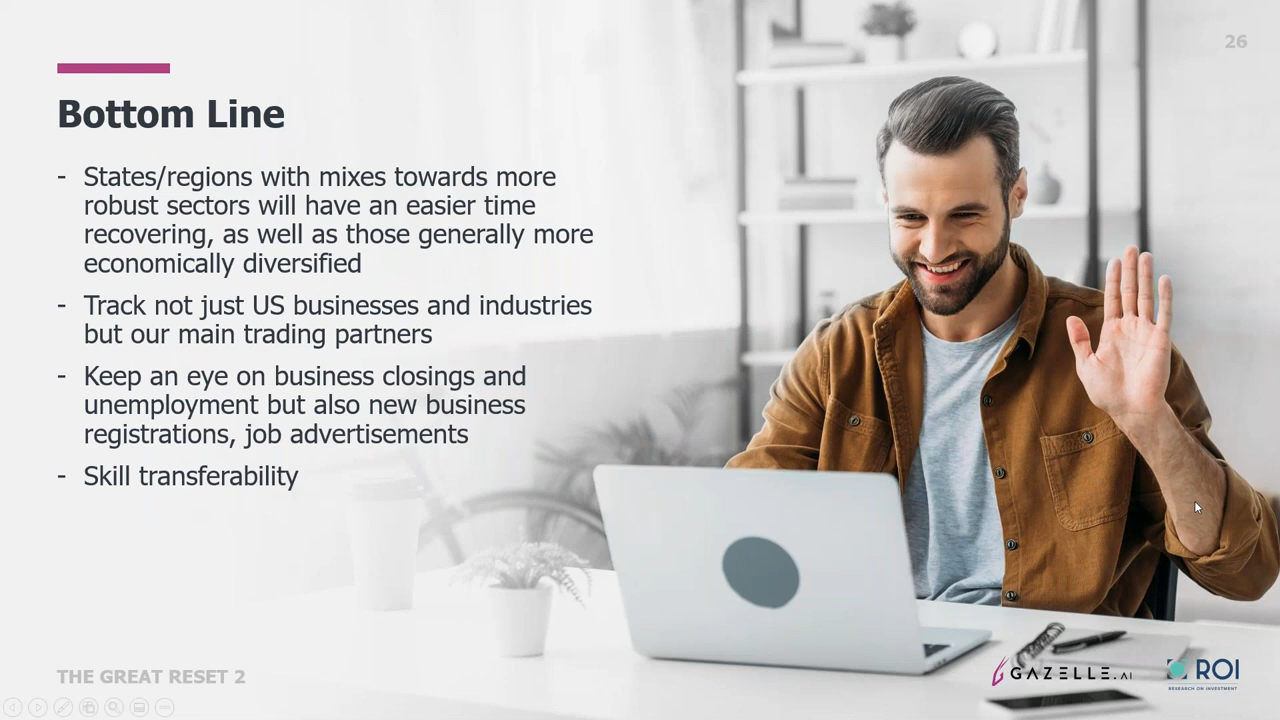 26
Bottom Line
- States/regions with mixes towards more
robust sectors will have an easier time
recovering, as well as those generally more
economically diversified
- Track not just US businesses and industries
but our main trading partners
- Keep an eye on business closings and
unemployment but also new business
registrations, job advertisements
- Skill transferability
THE GREAT RESET 2
GAZELLE.AI
ROI
RESEARCH ON INVESTMENT